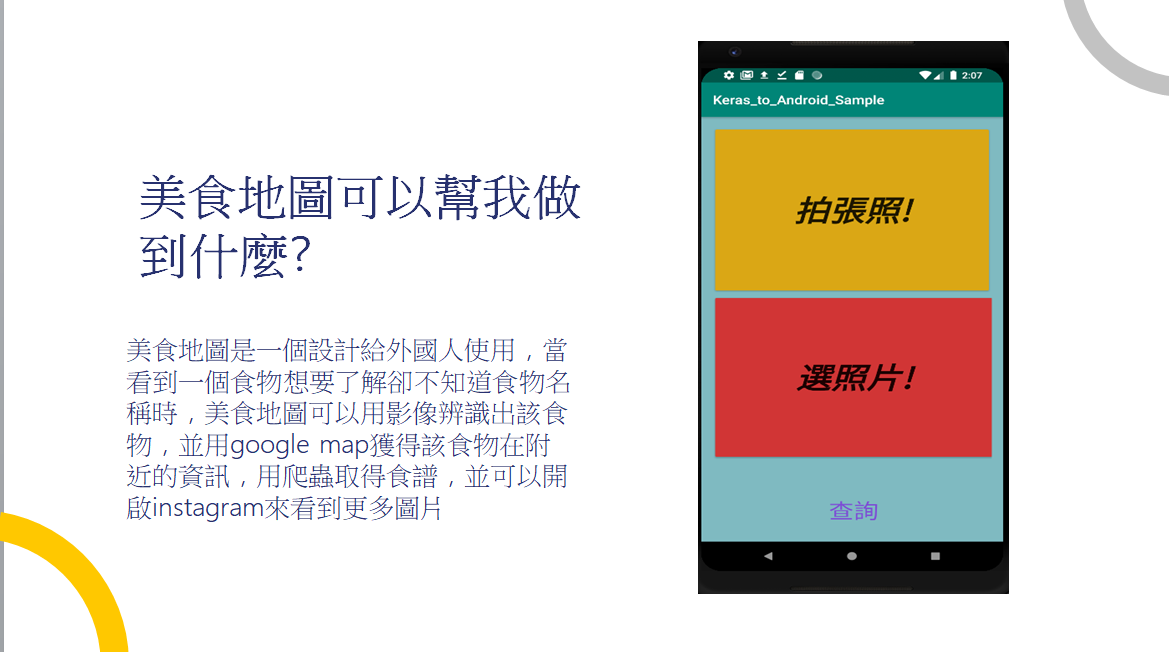 美食地圖可以幫我做
到什麼?
美食地圖是一個設計給外國人使用，當
看到一個食物想要了解卻不知道食物名
稱時，美食地圖可以用影像辨識出該食
物，並用google map獲得該食物在附
近的資訊，用爬蟲取得食譜，並可以開
啟instagram來看到更多圖片
2:07
Keras_to_Android_Sample
拍張照!
選照片!
查詢